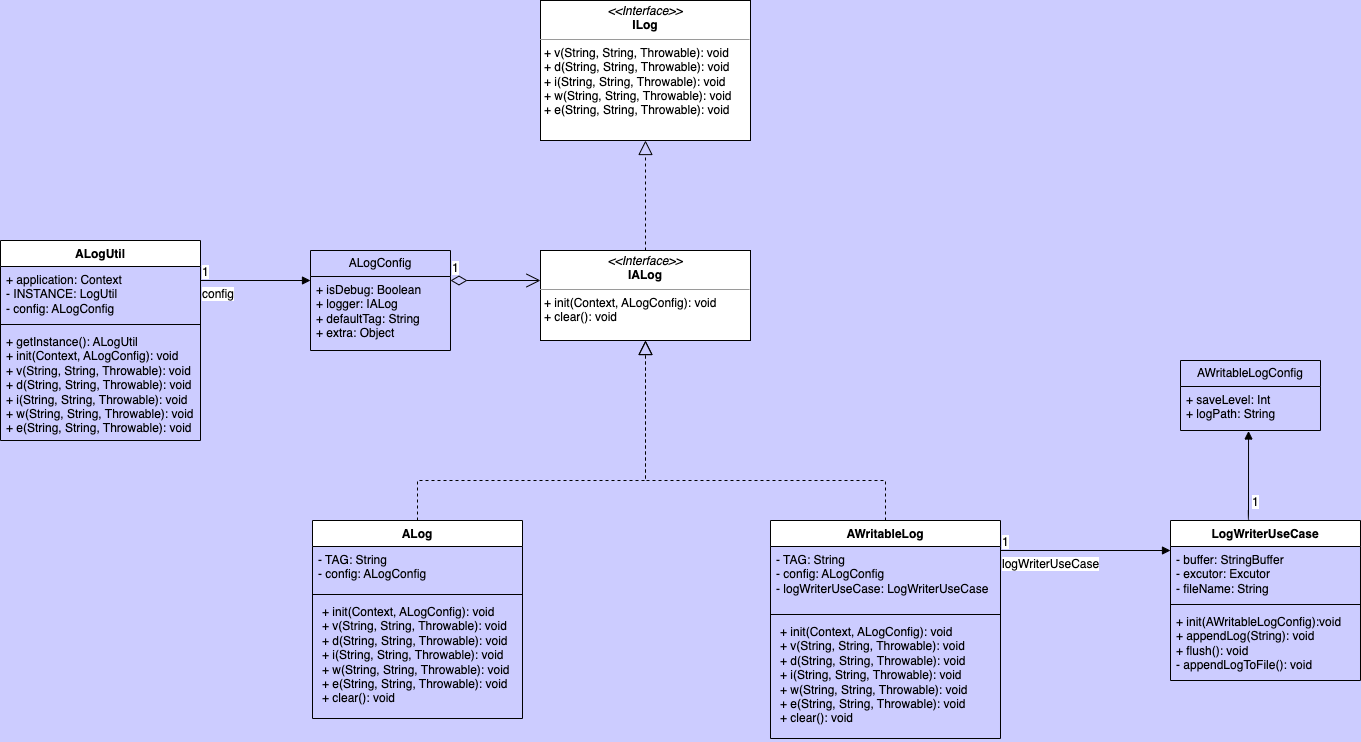 <<Interface>>
ILog
+ v(String, String, Throwable): void
+ d(String, String, Throwable): void
+ i(String, String, Throwable): void
+ w(String, String, Throwable): void
+ e(String, String, Throwable): void
ALogUtil
+ application: Context
- INSTANCE: LogUtil
- config: ALogConfig
+ getInstance(): ALogUtil
+ init(Context, ALogConfig): void
+ v(String, String, Throwable): void
+ d(String, String, Throwable): void
+ i(String, String, Throwable): void
+ w(String, String, Throwable): void
+ e(String, String, Throwable): void
1
config
ALogConfig
+ isDebug: Boolean
+ logger: IALog
+ defaultTag: String
+ extra: Object
1
<<Interface>>
IALog
+ init(Context, ALogConfig): void
+ clear(): void
AWritableLogConfig
+ saveLevel: Int
+ logPath: String
1
ALog
- TAG: String
- config: ALogConfig
+ init(Context, ALogConfig): void
+ v(String, String, Throwable): void
+ d(String, String, Throwable): void
+ i(String, String, Throwable): void
+ w(String, String, Throwable): void
+ e(String, String, Throwable): void
+ clear(): void
AWritableLog
- TAG: String
- config: ALogConfig
- logWriterUseCase: LogWriterUseCase
+ init(Context, ALogConfig): void
+ v(String, String, Throwable): void
+ d(String, String, Throwable): void
+ i(String, String, Throwable): void
+ w(String, String, Throwable): void
+ e(String, String, Throwable): void
+ clear(): void
1
logWriterUseCase
LogWriterUseCase
- buffer: StringBuffer
- excutor: Excutor
- fileName: String
+ init(AWritableLogConfig):void
+ appendLog(String): void
+ flush(): void
- appendLogToFile(): void